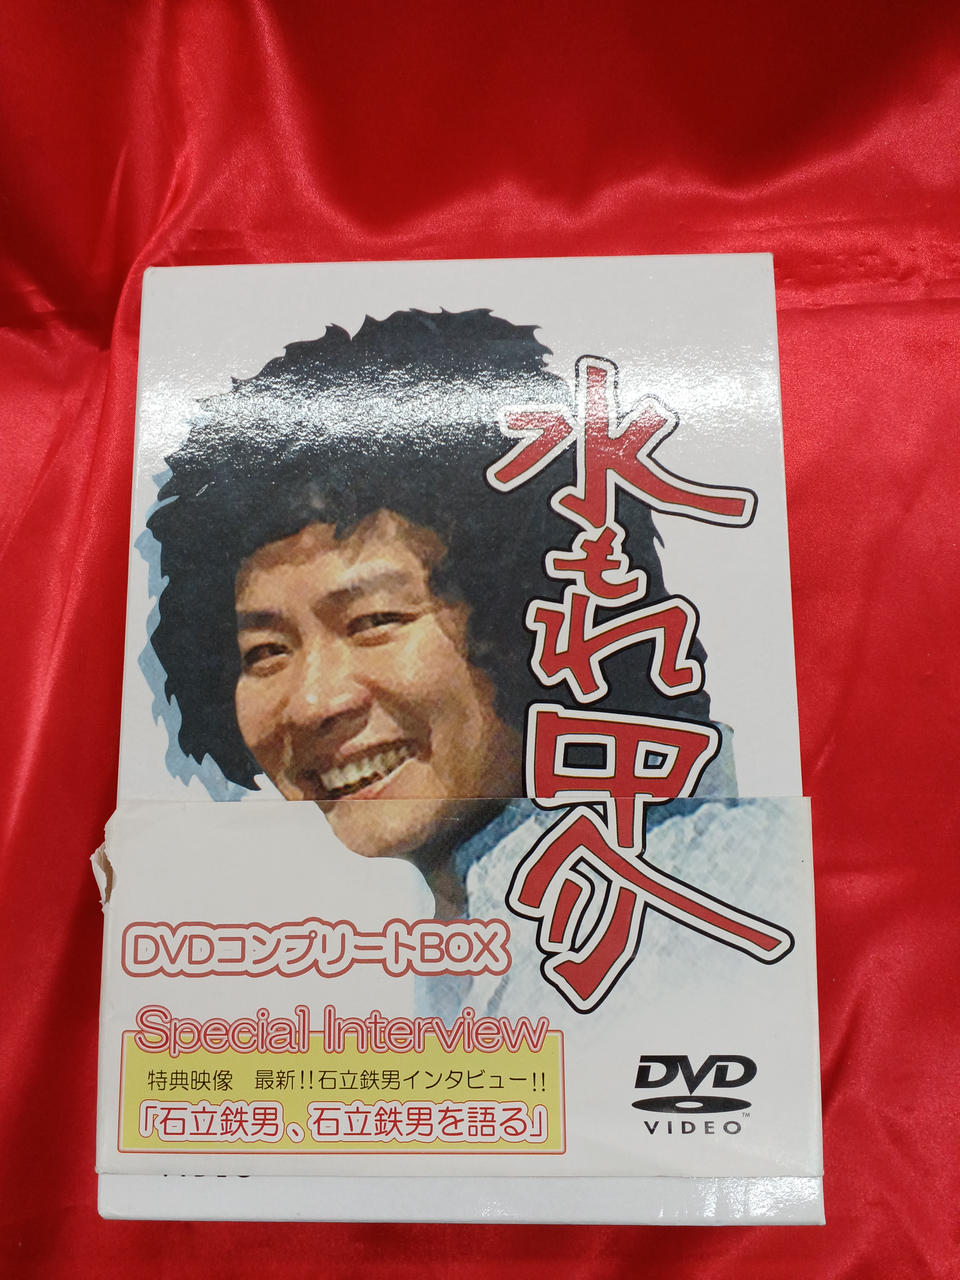 水もれ甲介
DVDコンプリートBOX
Special Interview
特典映像 最新!!石立鉄男インタビュー!!
「石立鉄男、石立鉄男を語る」
DVD
TM
VIDEO
VIDEO